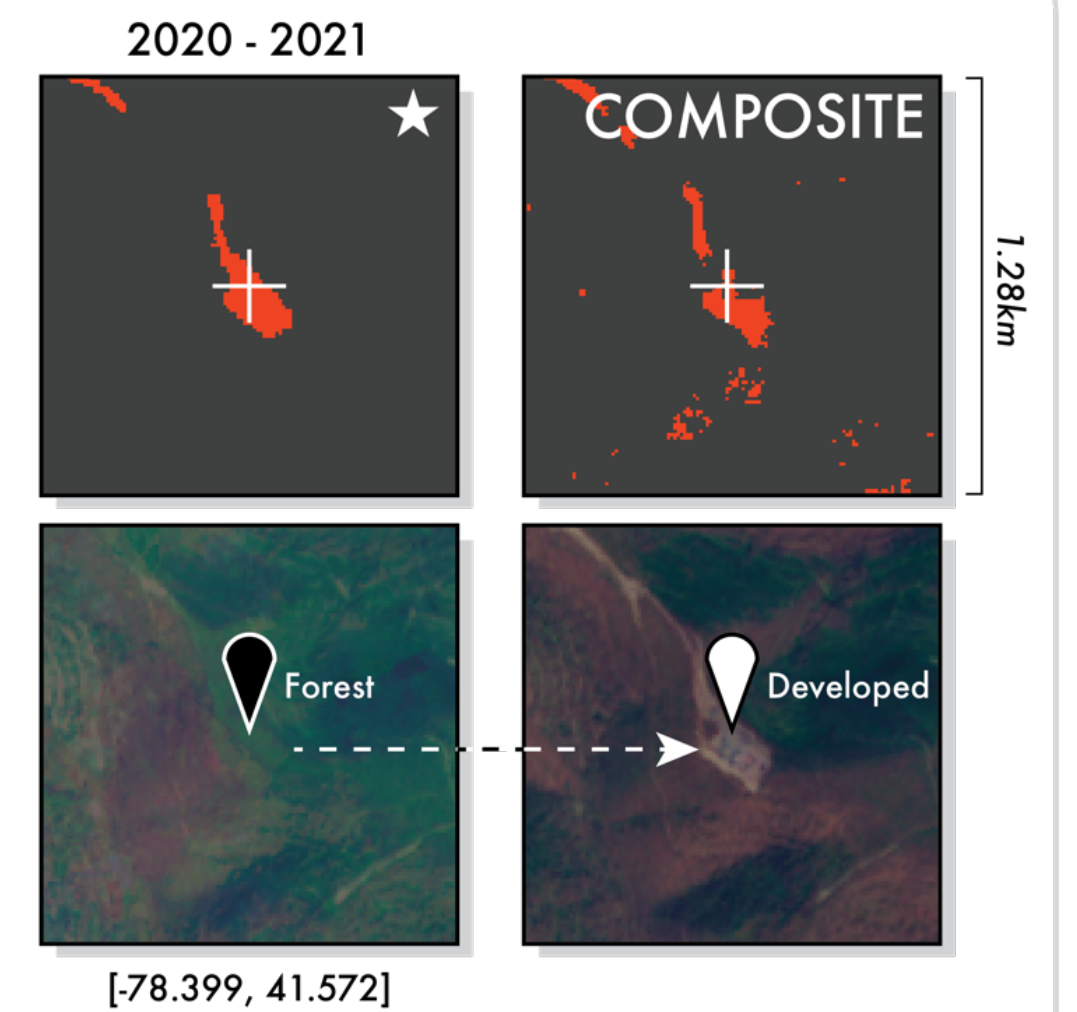 2020 - 2021
COMPOSITE
1.28km
Forest
Developed
[-78.399, 41.572]